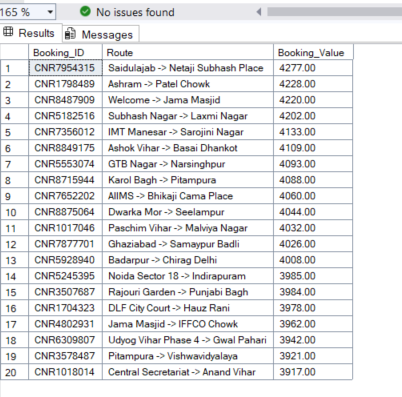 165 %
No issues found
Results Messages
Booking_ID Route Booking_Value
1 CNR7954315 Saidulajab -> Netaji Subhash Place 4277.00
2 CNR1798489 Ashram -> Patel Chowk 4228.00
3 CNR8487909 Welcome -> Jama Masjid 4220.00
4 CNR5182516 Subhash Nagar -> Laxmi Nagar 4202.00
5 CNR7356012 IMT Manesar -> Sarojini Nagar 4133.00
6 CNR8849175 Ashok Vihar -> Basai Dhankot 4109.00
7 CNR5553074 GTB Nagar -> Narsinghpur 4093.00
8 CNR8715944 Karol Bagh -> Pitampura 4088.00
9 CNR7652202 AIIMS -> Bhikaji Cama Place 4060.00
10 CNR8875064 Dwarka Mor -> Seelampur 4044.00
11 CNR1017046 Paschim Vihar -> Malviya Nagar 4032.00
12 CNR7877701 Ghaziabad -> Samaypur Badli 4026.00
13 CNR5928940 Badarpur -> Chirag Delhi 4008.00
14 CNR5245395 Noida Sector 18 -> Indirapuram 3985.00
15 CNR3507687 Rajouri Garden -> Punjabi Bagh 3984.00
16 CNR1704323 DLF City Court -> Hauz Rani 3978.00
17 CNR4802931 Jama Masjid -> IFFCO Chowk 3962.00
18 CNR6309807 Udyog Vihar Phase 4 -> Gwal Pahari 3942.00
19 CNR3578487 Pitampura -> Vishwavidyalaya 3921.00
20 CNR1018014 Central Secretariat -> Anand Vihar 3917.00